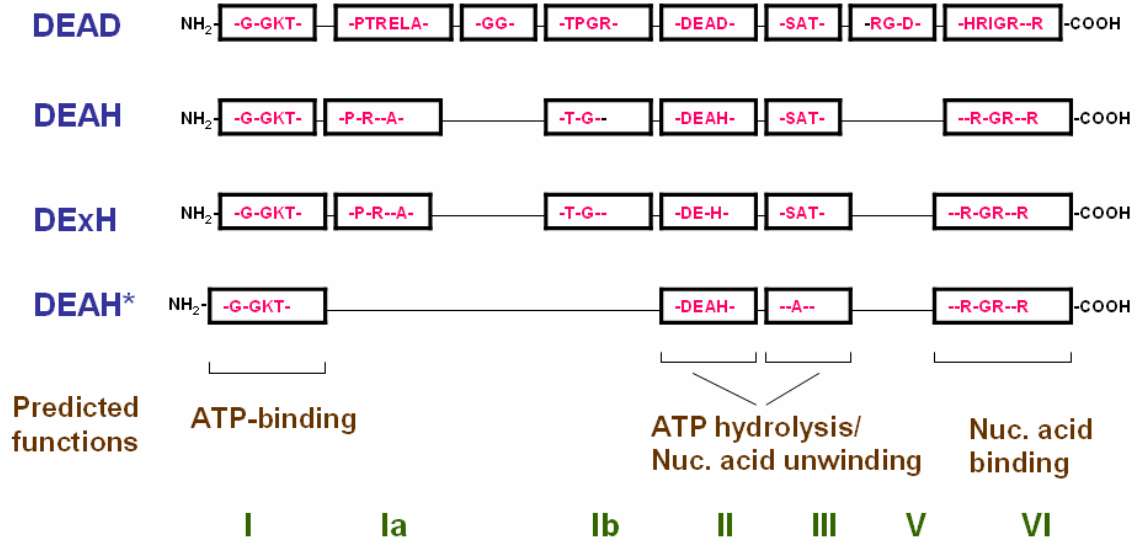 DEAD NH2- -G-GKT- -PTRELA- -GG- -TPGR- -DEAD- -SAT- -RG-D- -HRIGR--R -COOH
DEAH NH2- -G-GKT- -P-R--A- -T-G-- -DEAH- -SAT- --R-GR--R -COOH
DExH NH2- -G-GKT- -P-R--A- -T-G-- -DE-H- -SAT- --R-GR--R -COOH
DEAH* NH2- -G-GKT- -DEAH- --A-- --R-GR--R -COOH
Predicted
functions
ATP-binding
ATP hydrolysis/
Nuc. acid unwinding
Nuc. acid
binding
I Ia Ib II III V VI